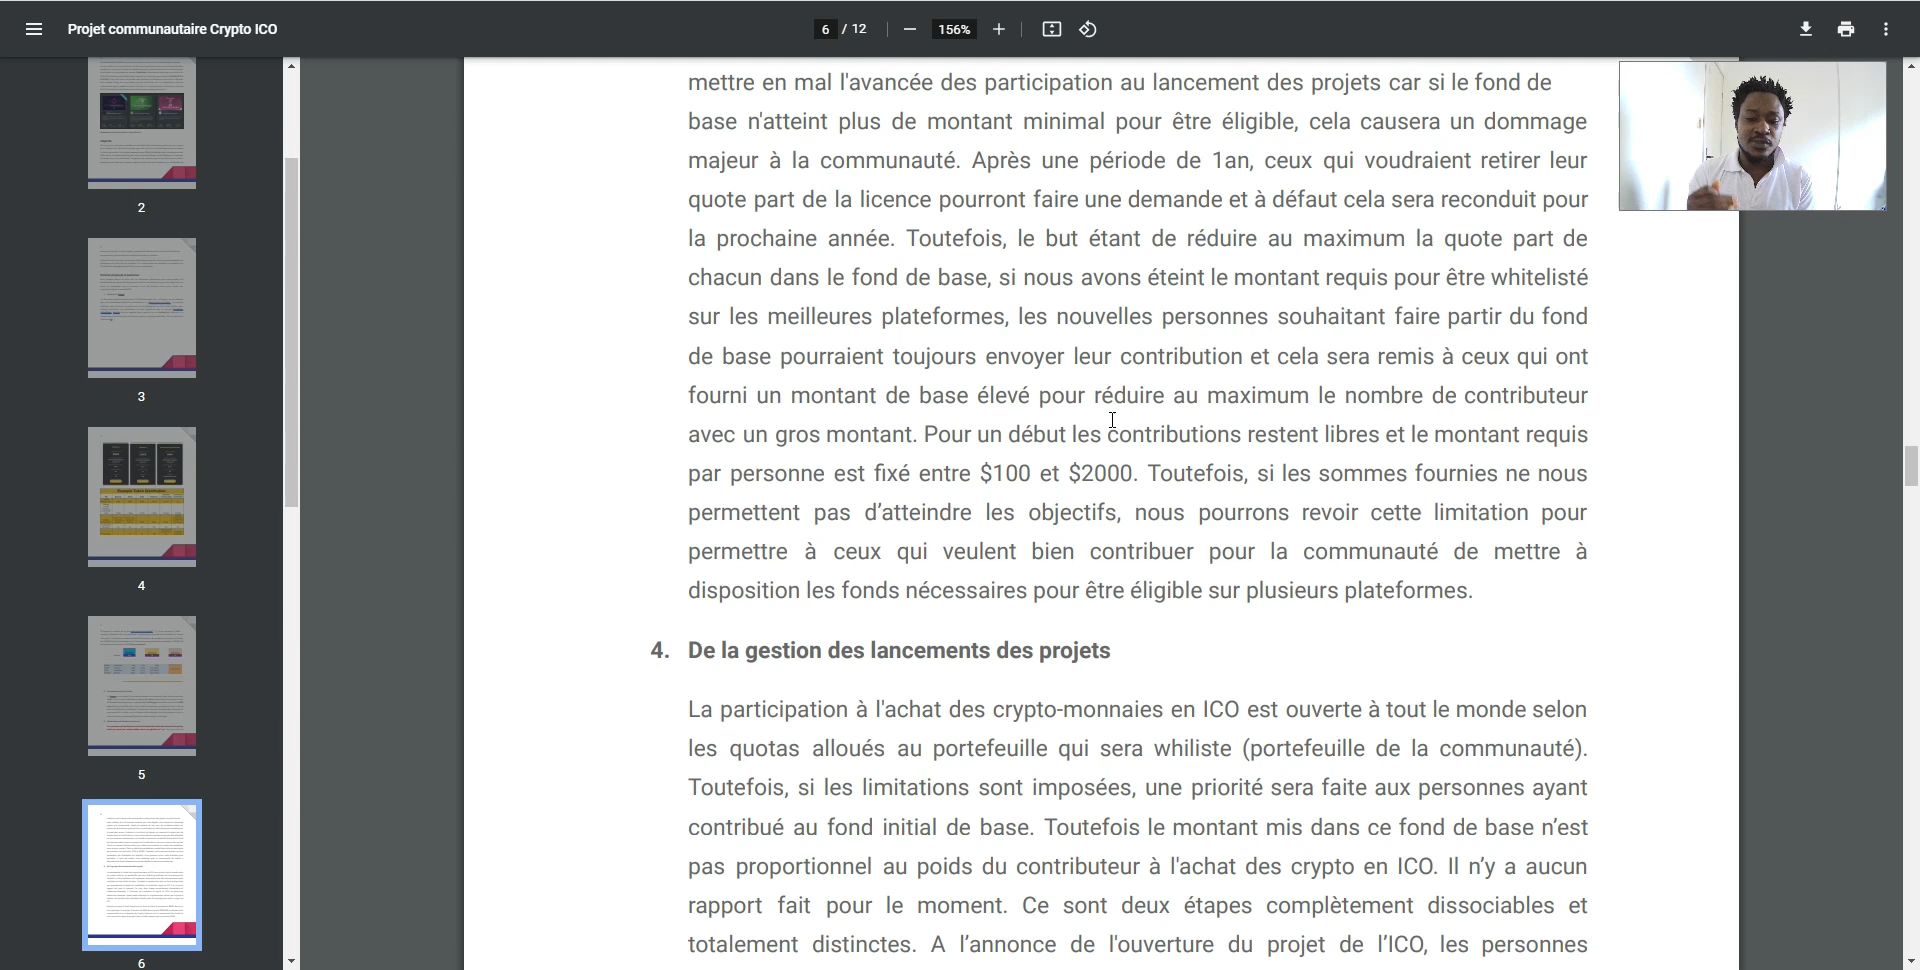 Projet communautaire Crypto ICO
6 / 12
156%
2
3
4
5
6
mettre en mal l'avancée des participation au lancement des projets car si le fond de
base n'atteint plus de montant minimal pour être éligible, cela causera un dommage
majeur à la communauté. Après une période de 1an, ceux qui voudraient retirer leur
quote part de la licence pourront faire une demande et à défaut cela sera reconduit pour
la prochaine année. Toutefois, le but étant de réduire au maximum la quote part de
chacun dans le fond de base, si nous avons éteint le montant requis pour être whitelisté
sur les meilleures plateformes, les nouvelles personnes souhaitant faire partir du fond
de base pourraient toujours envoyer leur contribution et cela sera remis à ceux qui ont
fourni un montant de base élevé pour réduire au maximum le nombre de contributeur
avec un gros montant. Pour un début les contributions restent libres et le montant requis
par personne est fixé entre $100 et $2000. Toutefois, si les sommes fournies ne nous
permettent pas d’atteindre les objectifs, nous pourrons revoir cette limitation pour
permettre à ceux qui veulent bien contribuer pour la communauté de mettre à
disposition les fonds nécessaires pour être éligible sur plusieurs plateformes.
4. De la gestion des lancements des projets
La participation à l'achat des crypto-monnaies en ICO est ouverte à tout le monde selon
les quotas alloués au portefeuille qui sera whiliste (portefeuille de la communauté).
Toutefois, si les limitations sont imposées, une priorité sera faite aux personnes ayant
contribué au fond initial de base. Toutefois le montant mis dans ce fond de base n’est
pas proportionnel au poids du contributeur à l'achat des crypto en ICO. Il n’y a aucun
rapport fait pour le moment. Ce sont deux étapes complètement dissociables et
totalement distinctes. A l’annonce de l'ouverture du projet de l’ICO, les personnes